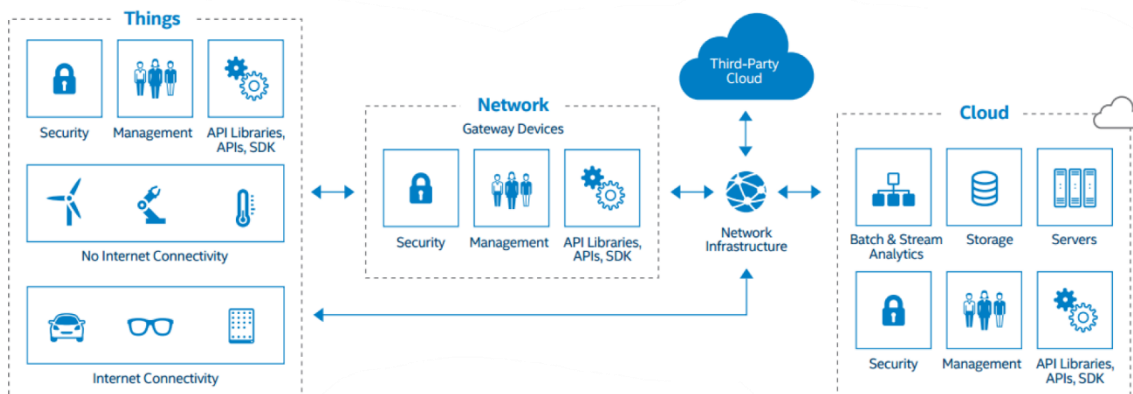 Things
Security
Management
API Libraries,
APIs, SDK
No Internet Connectivity
Internet Connectivity
Network
Gateway Devices
Security
Management
API Libraries,
APIs, SDK
Third-Party
Cloud
Network
Infrastructure
Cloud
Batch & Stream
Analytics
Storage
Servers
Security
Management
API Libraries,
APIs, SDK